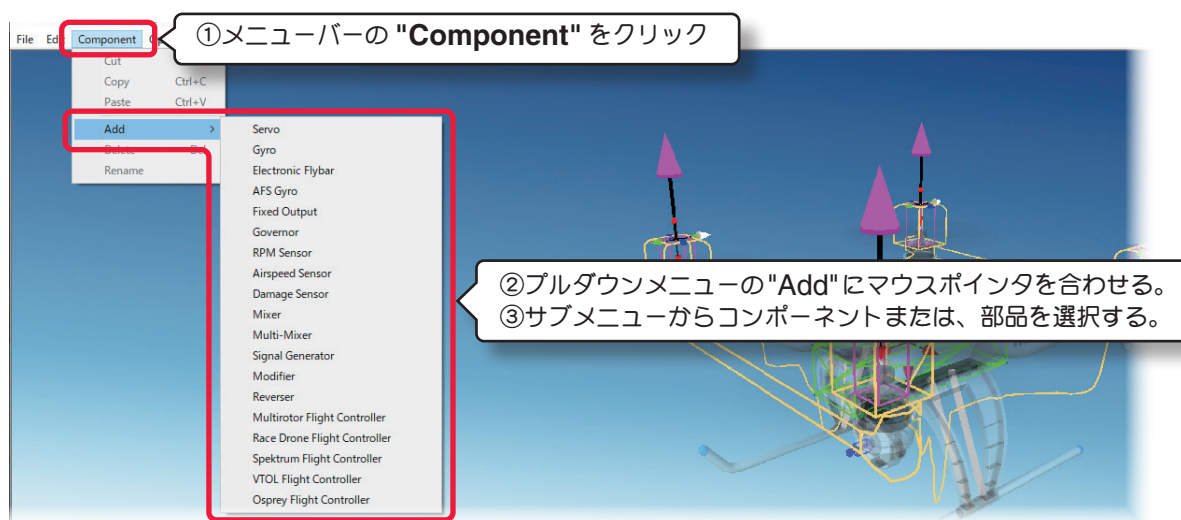 ①メニューバーの "Component" をクリック
File Edit Component
Cut
Copy Ctrl+C
Paste Ctrl+V
Add >
Delete Del
Rename
Servo
Gyro
Electronic Flybar
AFS Gyro
Fixed Output
Governor
RPM Sensor
Airspeed Sensor
Damage Sensor
Mixer
Multi-Mixer
Signal Generator
Modifier
Reverser
Multirotor Flight Controller
Race Drone Flight Controller
Spektrum Flight Controller
VTOL Flight Controller
Osprey Flight Controller
②プルダウンメニューの"Add"にマウスポインタを合わせる。
③サブメニューからコンポーネントまたは、部品を選択する。